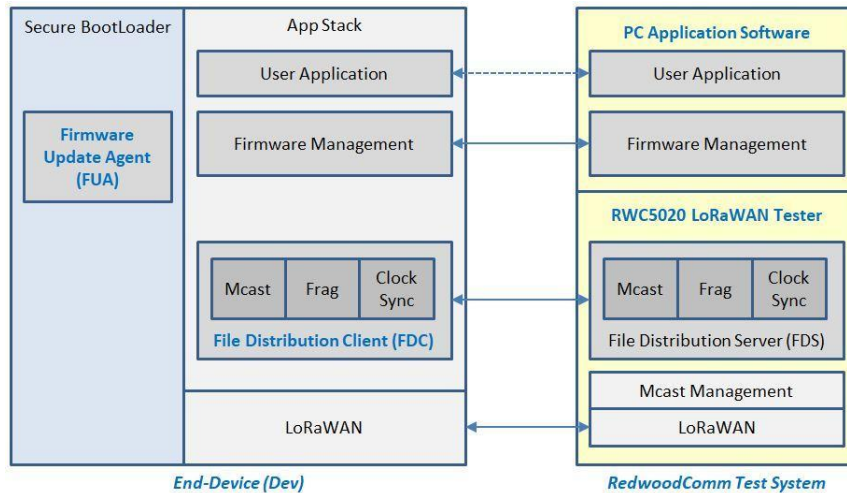 Secure BootLoader
App Stack
User Application
Firmware
Update Agent
(FUA)
Firmware Management
Mcast
Frag
Clock
Sync
File Distribution Client (FDC)
LoRaWAN
End-Device (Dev)
PC Application Software
User Application
Firmware Management
RWC5020 LoRaWAN Tester
Mcast
Frag
Clock
Sync
File Distribution Server (FDS)
Mcast Management
LoRaWAN
RedwoodComm Test System